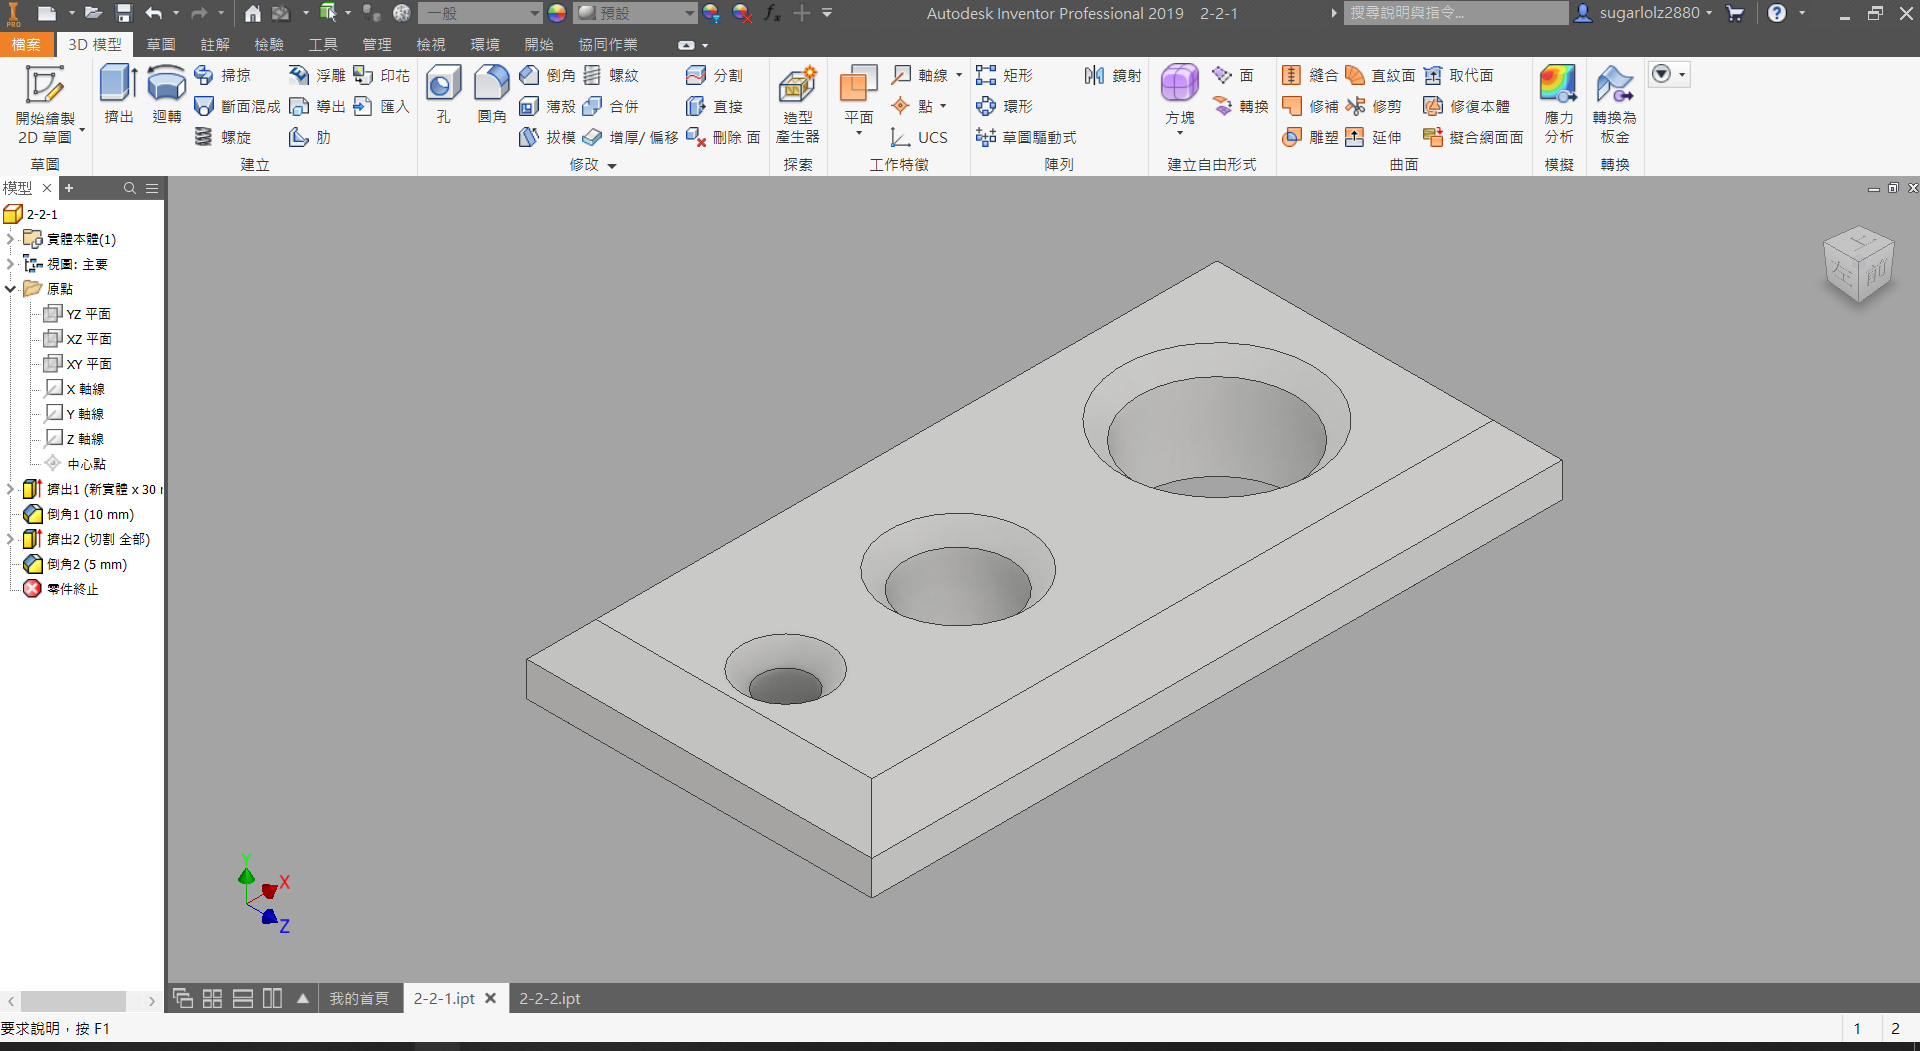 PRO
一般
預設
fx
Autodesk Inventor Professional 2019 2-2-1
搜尋說明與指令...
sugarlolz2880
檔案 3D 模型 草圖 註解 檢驗 工具 管理 檢視 環境 開始 協同作業
開始繪製
2D 草圖
草圖
擠出 迴轉
掃掠 浮雕 印花
斷面混成 導出 匯入
螺旋 肋
建立
孔 圓角
倒角 螺紋 分割
薄殼 合併 直接
拔模 增厚/ 偏移 刪除 面
修改
造型
產生器
探索
平面
軸線
點
UCS
工作特徵
矩形 鏡射
環形
草圖驅動式
陣列
方塊
面
轉換
建立自由形式
縫合 直紋面 取代面
修補 修剪 修復本體
雕塑 延伸 擬合網面面
曲面
應力
分析
模擬
轉換為
板金
轉換
模型
2-2-1
實體本體(1)
視圖: 主要
原點
YZ 平面
XZ 平面
XY 平面
X 軸線
Y 軸線
Z 軸線
中心點
擠出1 (新實體 x 30
倒角1 (10 mm)
擠出2 (切割 全部)
倒角2 (5 mm)
零件終止
上
左 前
Y
X
Z
我的首頁 2-2-1.ipt 2-2-2.ipt
要求說明，按 F1
1 2